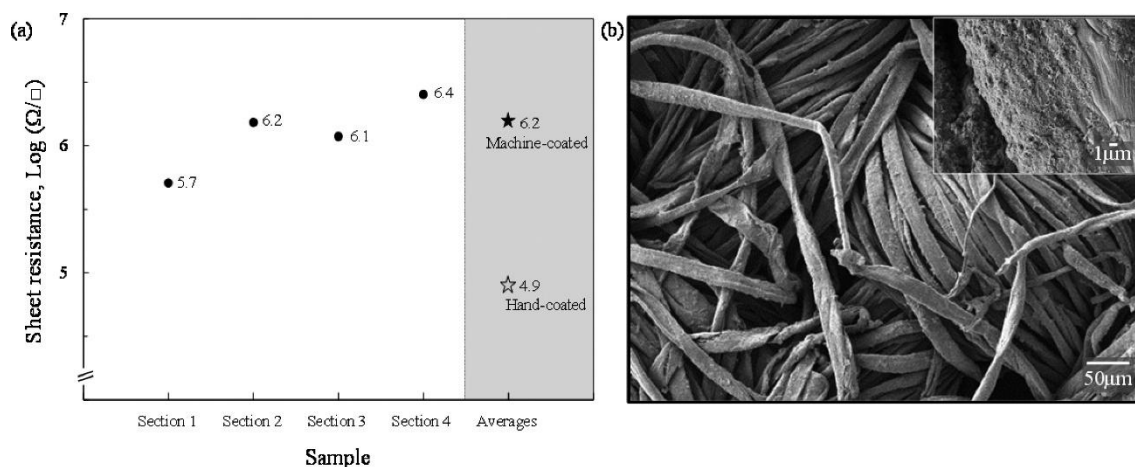 (a)
7
6
5
Sheet resistance, Log (Ω/□)
5.7
6.2
6.1
6.4
6.2
Machine-coated
4.9
Hand-coated
Section 1 Section 2 Section 3 Section 4 Averages
Sample
(b)
1µm
50µm